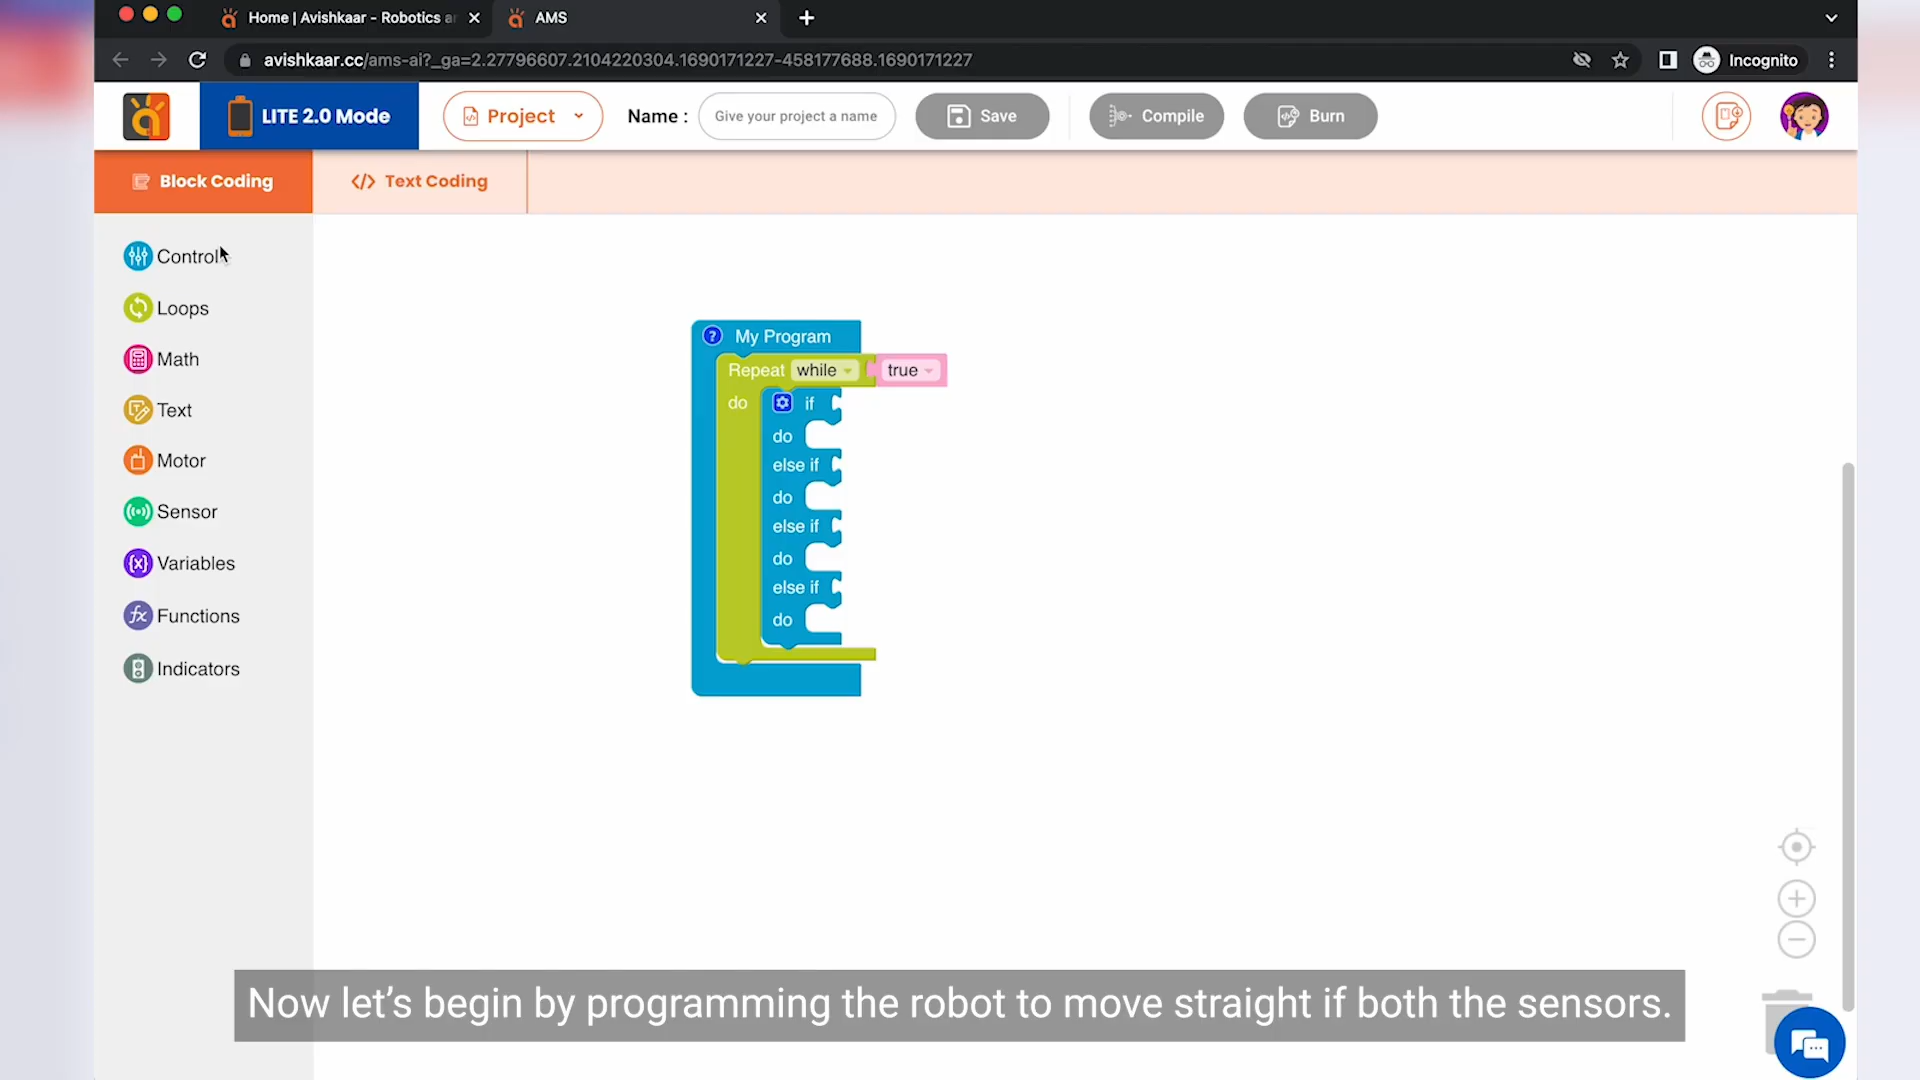 Home | Avishkaar - Robotics a
AMS
avishkaar.cc/ams-ai?_ga=2.27796607.2104220304.1690171227-458177688.1690171227
Incognito
LITE 2.0 Mode
Project
Name :
Give your project a name
Save
Compile
Burn
Block Coding
</> Text Coding
Control
Loops
Math
Text
Motor
Sensor
Variables
Functions
Indicators
? My Program
Repeat while true
do if
do
else if
do
else if
do
else if
do
Now let’s begin by programming the robot to move straight if both the sensors.